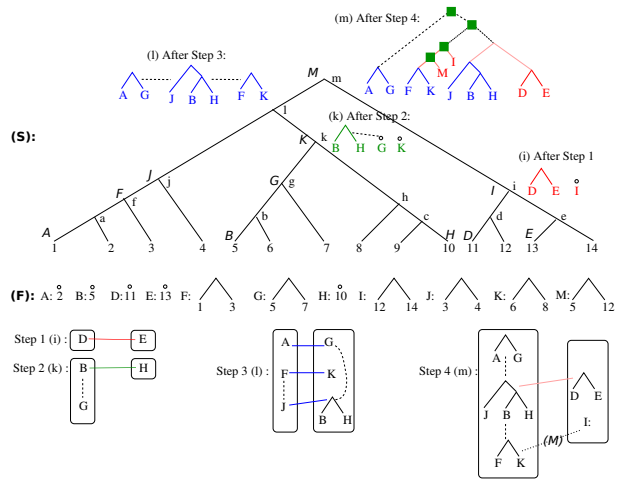 (m) After Step 4:
(l) After Step 3:
I
M
A G F K J B H D E
A G J B H F K
M m
l
(k) After Step 2:
K k
B H G K
(S):
(i) After Step 1
D E I
J j
G g
I i
F f
h
A a B b c H D d E e
1 2 3 4 5 6 7 8 9 10 11 12 13 14
(F): A: 2 B: 5 D: 11 E: 13 F: 1 3 G: 5 7 H: 10 I: 12 14 J: 3 4 K: 6 8 M: 5 12
Step 1 (i) D E
Step 2 (k) B H
G
Step 3 (l) A G
F K
J B H
Step 4 (m) A G
J B H
F K
D E
I:
(M)